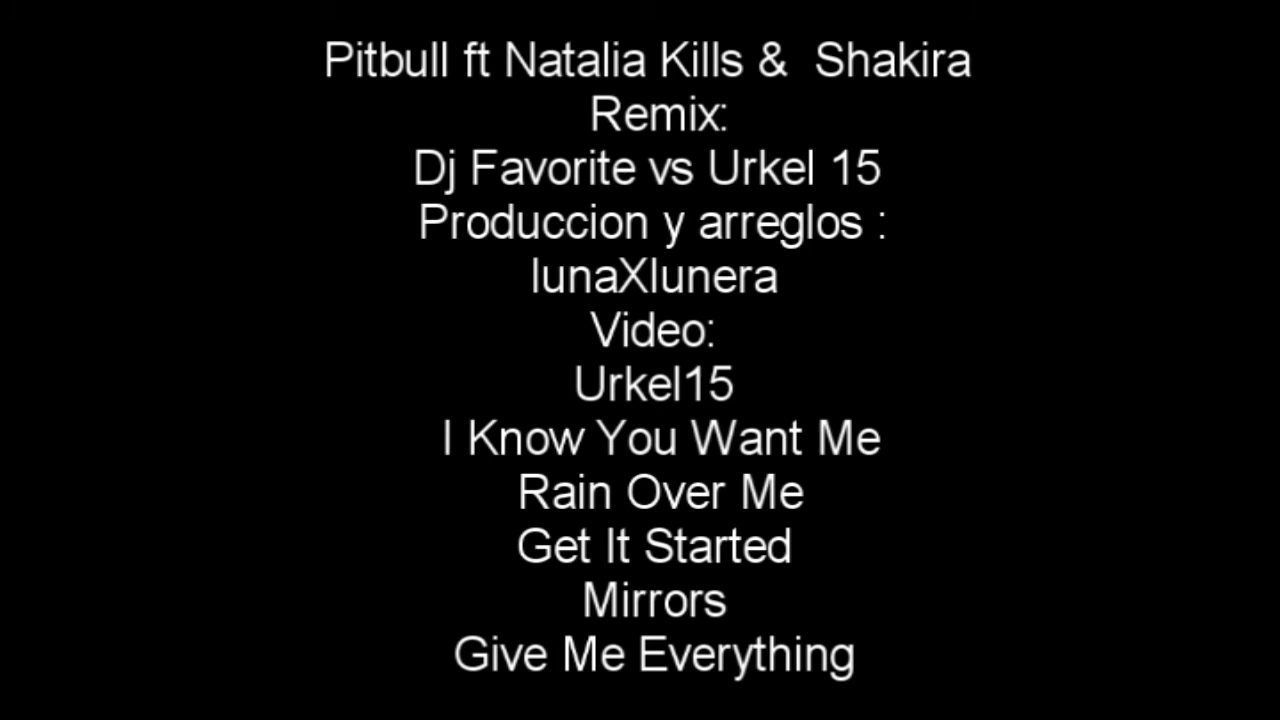 Pitbull ft Natalia Kills & Shakira
Remix:
Dj Favorite vs Urkel 15
Produccion y arreglos :
lunaXlunera
Video:
Urkel15
I Know You Want Me
Rain Over Me
Get It Started
Mirrors
Give Me Everything